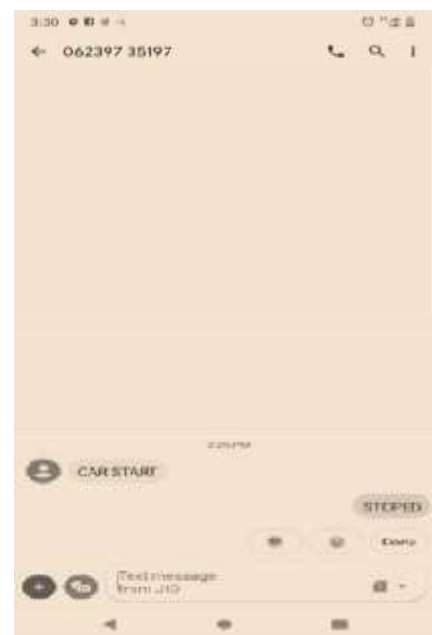 3:30
062397 35197
CAR START
STOPED
Text message
from JIO